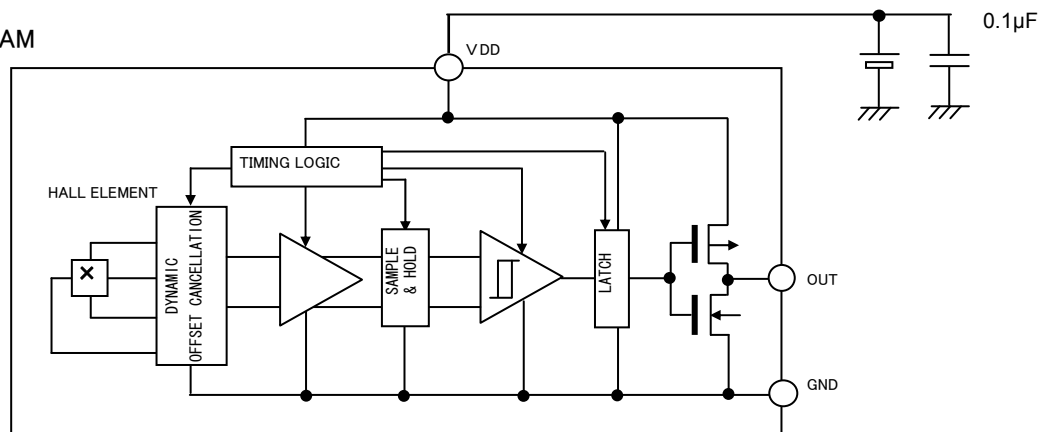 AM
0.1µF
VDD
TIMING LOGIC
HALL ELEMENT
DYNAMIC
OFFSET CANCELLATION
SAMPLE
& HOLD
LATCH
OUT
GND